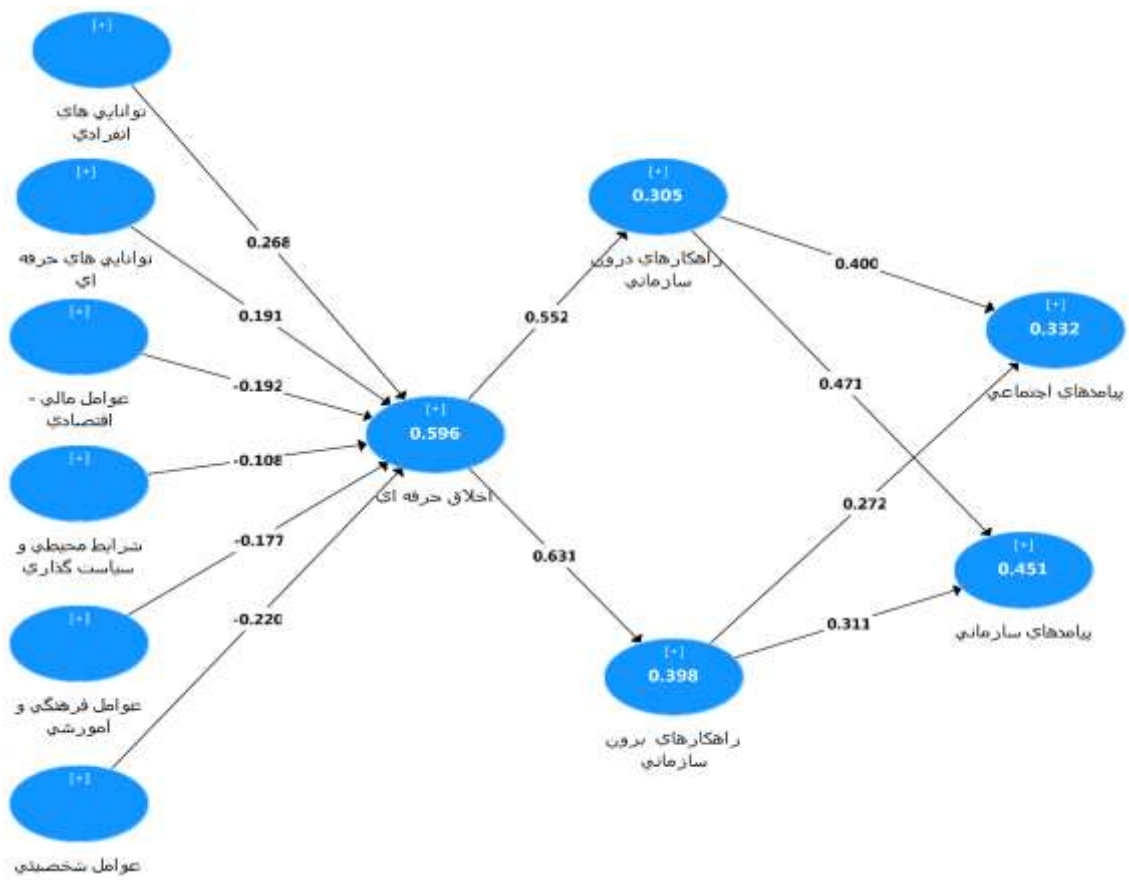 [+]
توانايي هاي
انفرادي
[+]
توانايي هاي حرفه
اي
[+]
عوامل مالي -
اقتصادي
[+]
شرايط محيطي و
سياست گذاري
[+]
عوامل فرهنگي و
آموزشي
[+]
عوامل شخصيتي
0.268
0.191
-0.192
-0.108
-0.177
-0.220
[+]
0.596
اخلاق حرفه اي
0.552
0.631
[+]
0.305
راهكارهاي درون
سازماني
[+]
0.398
راهكارهاي برون
سازماني
0.400
0.471
0.272
0.311
[+]
0.332
پيامدهاي اجتماعي
[+]
0.451
پيامدهاي سازماني